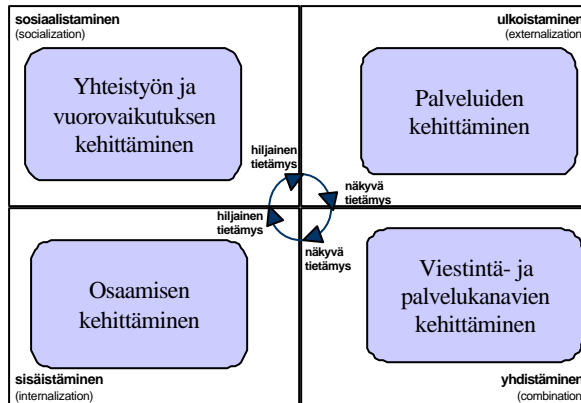 sosiaalistaminen
(socialization)
Yhteistyön ja
vuorovaikutuksen
kehittäminen
ulkoistaminen
(externalization)
Palveluiden
kehittäminen
hiljainen
tietämys
näkyvä
tietämys
hiljainen
tietämys
näkyvä
tietämys
Osaamisen
kehittäminen
sisäistäminen
(internalization)
Viestintä- ja
palvelukanavien
kehittäminen
yhdistäminen
(combination)